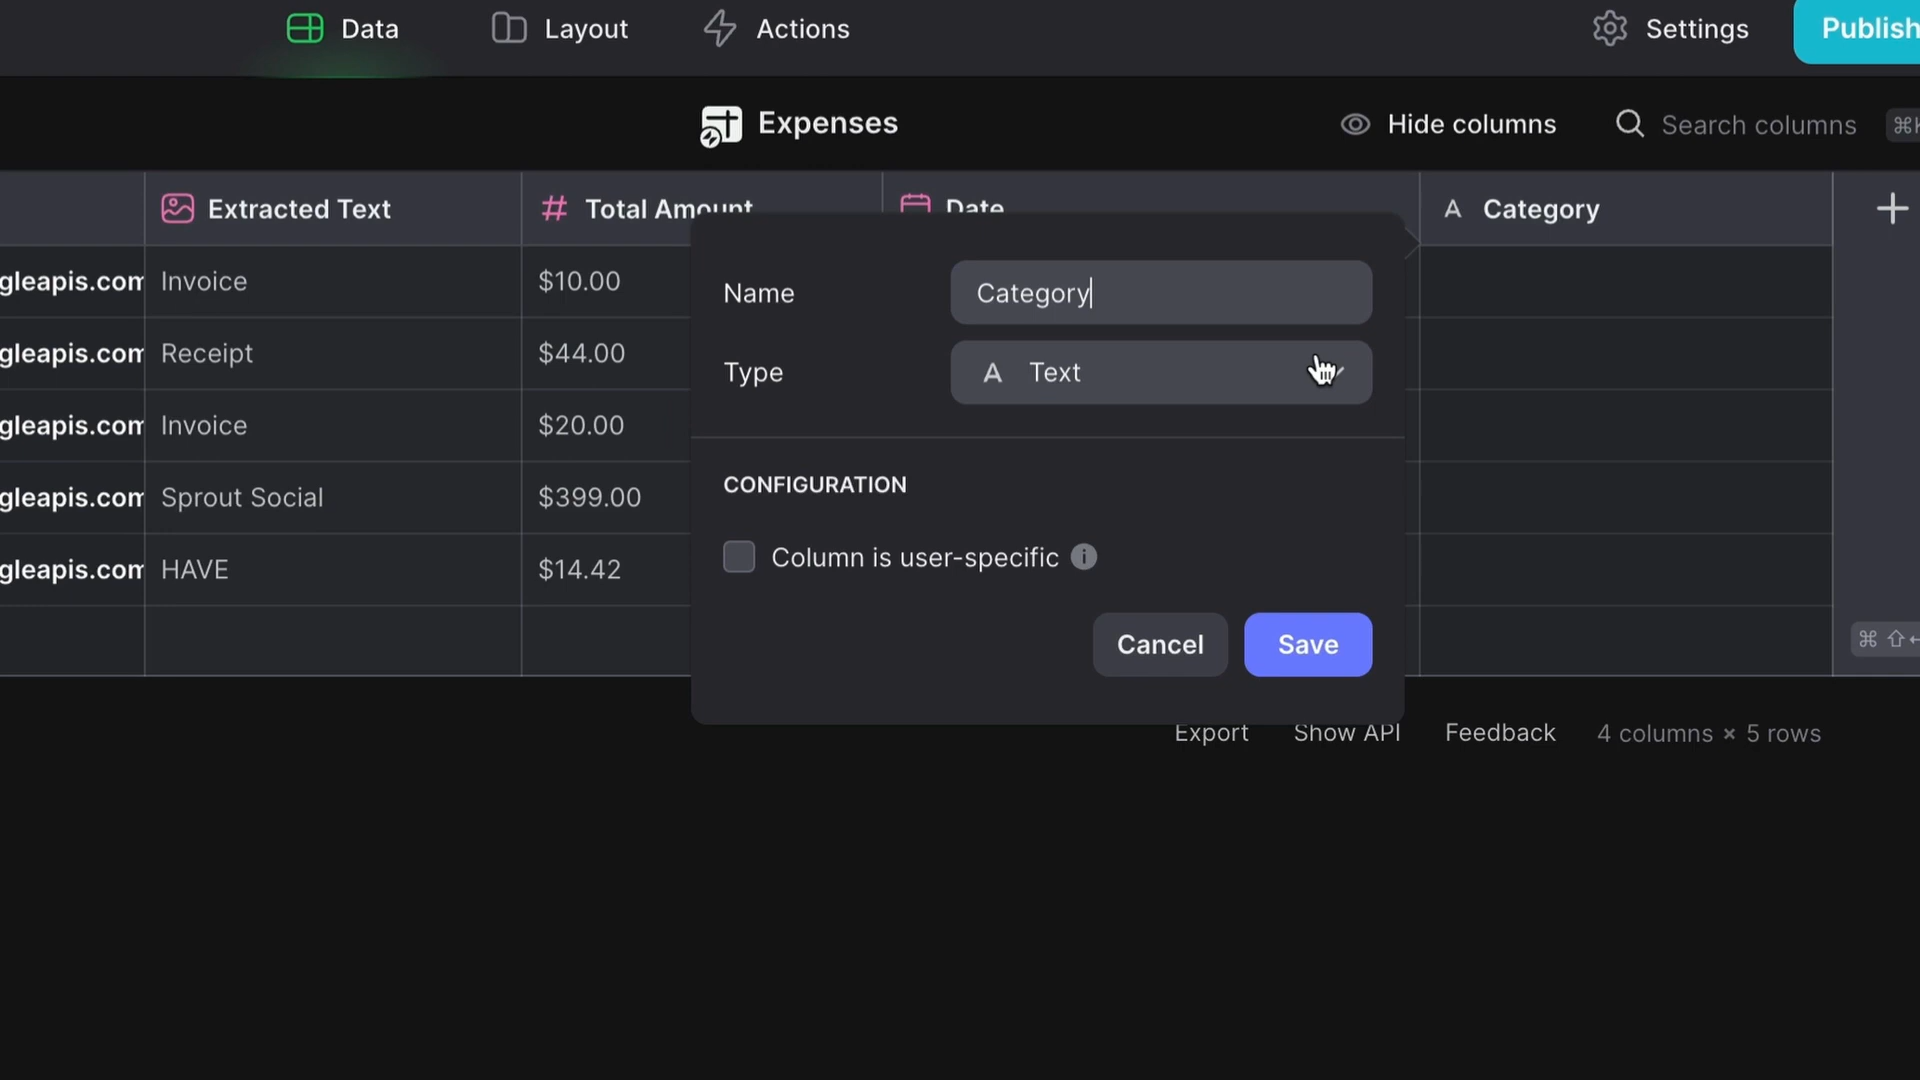 Data
Layout
Actions
Settings
Publish
Expenses
Hide columns
Search columns
Extracted Text
Total Amount
Date
A Category
gleapis.com Invoice $10.00
gleapis.com Receipt $44.00
gleapis.com Invoice $20.00
gleapis.com Sprout Social $399.00
gleapis.com HAVE $14.42
Name
Category
Type
A Text
CONFIGURATION
Column is user-specific
Cancel
Save
Export
Show API
Feedback
4 columns × 5 rows